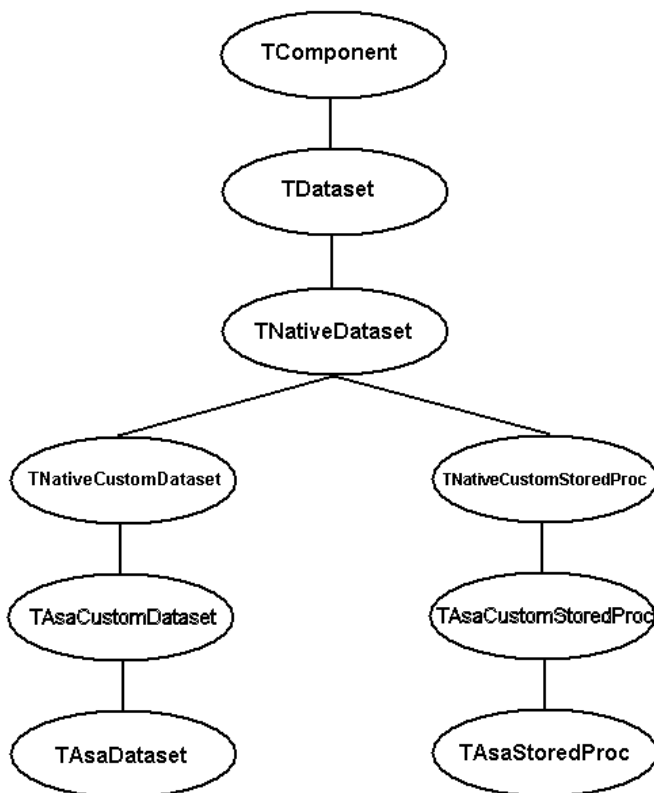 TComponent
TDataset
TNativeDataset
TNativeCustomDataset
TNativeCustomStoredProc
TAsaCustomDataset
TAsaCustomStoredProc
TAsaDataset
TAsaStoredProc